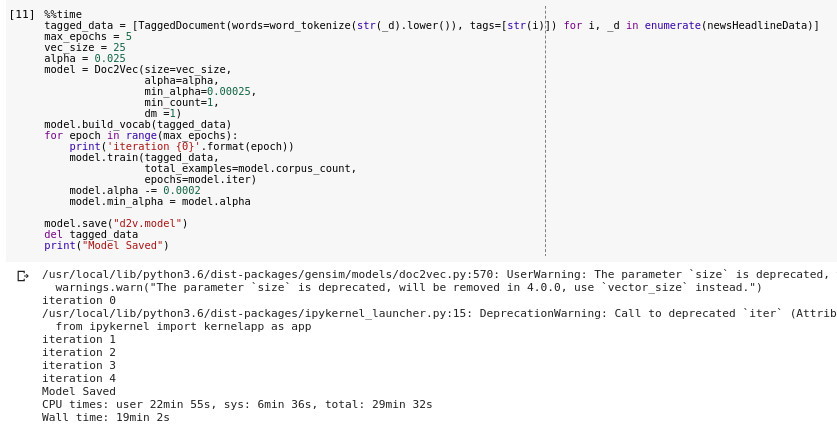 [11] %%time
tagged_data = [TaggedDocument(words=word_tokenize(str(_d).lower()), tags=[str(i)]) for i, _d in enumerate(newsHeadlineData)]
max_epochs = 5
vec_size = 25
alpha = 0.025
model = Doc2Vec(size=vec_size,
                alpha=alpha,
                min_alpha=0.00025,
                min_count=1,
                dm =1)
model.build_vocab(tagged_data)
for epoch in range(max_epochs):
    print('iteration {0}'.format(epoch))
    model.train(tagged_data,
                total_examples=model.corpus_count,
                epochs=model.iter)
    model.alpha -= 0.0002
    model.min_alpha = model.alpha
model.save("d2v.model")
del tagged_data
print("Model Saved")
/usr/local/lib/python3.6/dist-packages/gensim/models/doc2vec.py:570: UserWarning: The parameter `size` is deprecated,
  warnings.warn("The parameter `size` is deprecated, will be removed in 4.0.0, use `vector_size` instead.")
iteration 0
/usr/local/lib/python3.6/dist-packages/ipykernel_launcher.py:15: DeprecationWarning: Call to deprecated `iter` (Attrib
  from ipykernel import kernelapp as app
iteration 1
iteration 2
iteration 3
iteration 4
Model Saved
CPU times: user 22min 55s, sys: 6min 36s, total: 29min 32s
Wall time: 19min 2s